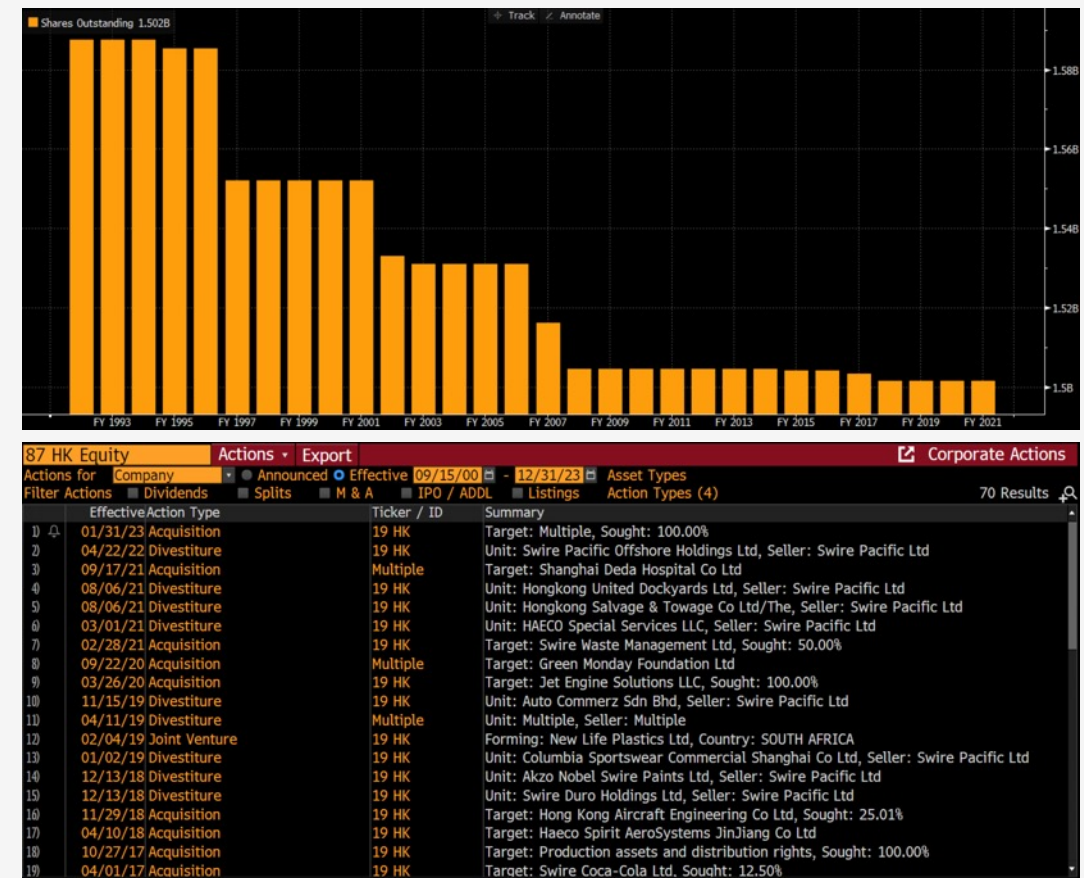 Shares Outstanding 1.502B
Track Annotate
1.58B
1.56B
1.54B
1.52B
1.5B
FY 1993 FY 1995 FY 1997 FY 1999 FY 2001 FY 2003 FY 2005 FY 2007 FY 2009 FY 2011 FY 2013 FY 2015 FY 2017 FY 2019 FY 2021
87 HK Equity Actions Export Corporate Actions
Actions for Company Announced Effective 09/15/00 - 12/31/23 Asset Types
Filter Actions Dividends Splits M & A IPO / ADDL Listings Action Types (4) 70 Results
Effective Action Type Ticker / ID Summary
1) 01/31/23 Acquisition 19 HK Target: Multiple, Sought: 100.00%
2) 04/22/22 Divestiture 19 HK Unit: Swire Pacific Offshore Holdings Ltd, Seller: Swire Pacific Ltd
3) 09/17/21 Acquisition Multiple Target: Shanghai Deda Hospital Co Ltd
4) 08/06/21 Divestiture 19 HK Unit: Hongkong United Dockyards Ltd, Seller: Swire Pacific Ltd
5) 08/06/21 Divestiture 19 HK Unit: Hongkong Salvage & Towage Co Ltd/The, Seller: Swire Pacific Ltd
6) 03/01/21 Divestiture 19 HK Unit: HAECO Special Services LLC, Seller: Swire Pacific Ltd
7) 02/28/21 Acquisition 19 HK Target: Swire Waste Management Ltd, Sought: 50.00%
8) 09/22/20 Acquisition Multiple Target: Green Monday Foundation Ltd
9) 03/26/20 Acquisition 19 HK Target: Jet Engine Solutions LLC, Sought: 100.00%
10) 11/15/19 Divestiture 19 HK Unit: Auto Commerz Sdn Bhd, Seller: Swire Pacific Ltd
11) 04/11/19 Divestiture Multiple Unit: Multiple, Seller: Multiple
12) 02/04/19 Joint Venture 19 HK Forming: New Life Plastics Ltd, Country: SOUTH AFRICA
13) 01/02/19 Divestiture 19 HK Unit: Columbia Sportswear Commercial Shanghai Co Ltd, Seller: Swire Pacific Ltd
14) 12/13/18 Divestiture 19 HK Unit: Akzo Nobel Swire Paints Ltd, Seller: Swire Pacific Ltd
15) 12/13/18 Divestiture 19 HK Unit: Swire Duro Holdings Ltd, Seller: Swire Pacific Ltd
16) 11/29/18 Acquisition 19 HK Target: Hong Kong Aircraft Engineering Co Ltd, Sought: 25.01%
17) 04/10/18 Acquisition 19 HK Target: Haeco Spirit AeroSystems JinJiang Co Ltd
18) 10/27/17 Acquisition 19 HK Target: Production assets and distribution rights, Sought: 100.00%
19) 04/01/17 Acquisition 19 HK Target: Swire Coca-Cola Ltd, Sought: 12.50%